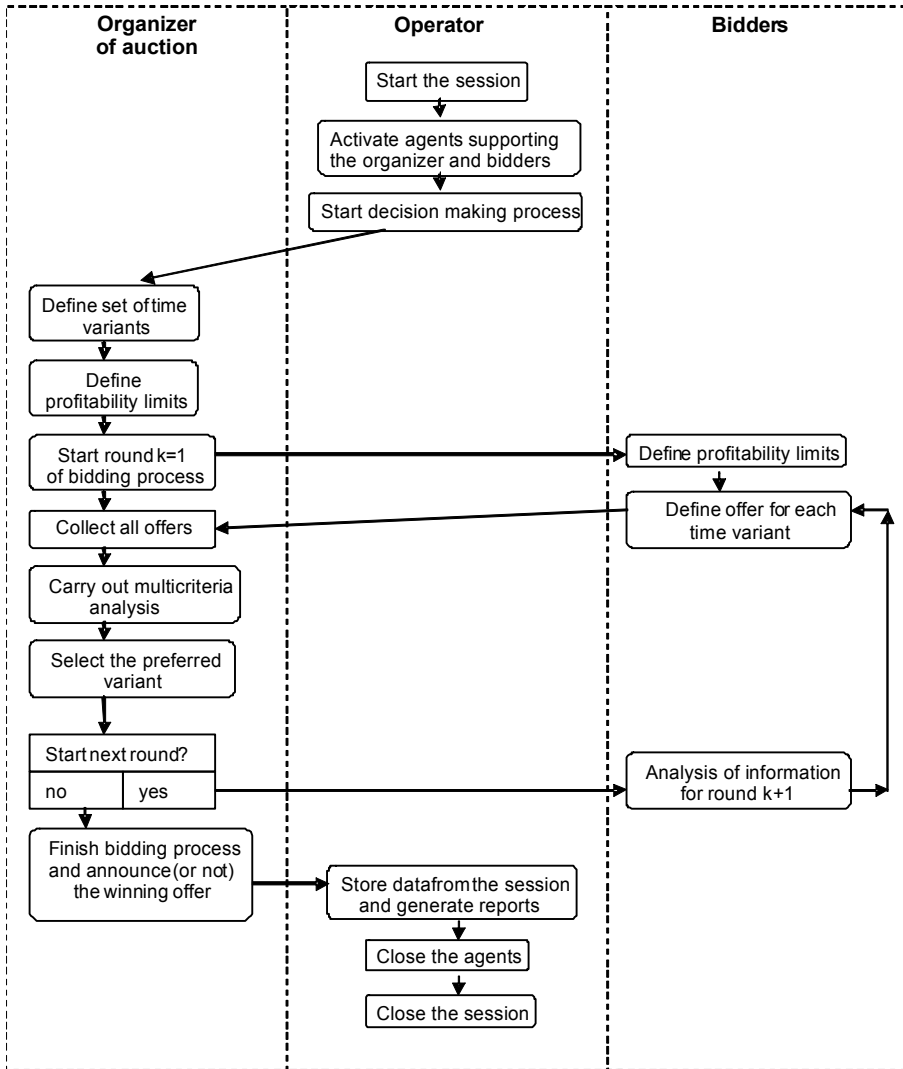 Organizer
of auction
Operator
Bidders
Start the session
Activate agents supporting
the organizer and bidders
Start decision making process
Define set of time
variants
Define
profitability limits
Start round k=1
of bidding process
Define profitability limits
Collect all offers
Define offer for each
time variant
Carry out multicriteria
analysis
Select the preferred
variant
Start next round?
no
yes
Analysis of information
for round k+1
Finish bidding process
and announce (or not)
the winning offer
Store datafrom the session
and generate reports
Close the agents
Close the session